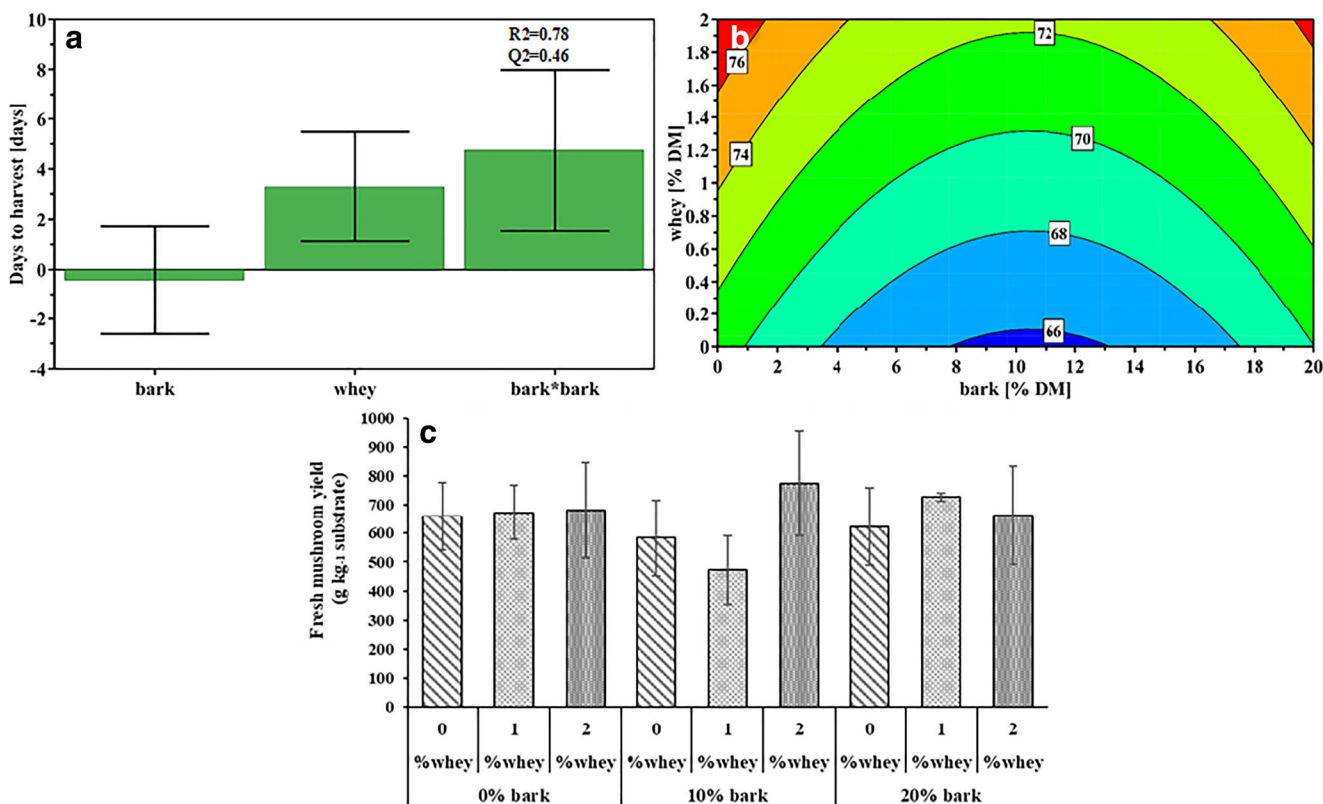 a
R2=0.78
Q2=0.46
Days to harvest [days]
10
8
6
4
2
0
-2
-4
bark
whey
bark*bark
b
whey [% DM]
2
1.8
1.6
1.4
1.2
1
0.8
0.6
0.4
0.2
0
76
74
72
70
68
66
0 2 4 6 8 10 12 14 16 18 20
bark [% DM]
c
Fresh mushroom yield
(g kg-1 substrate)
1000
900
800
700
600
500
400
300
200
100
0
0 1 2 0 1 2 0 1 2
%whey %whey %whey %whey %whey %whey %whey %whey %whey
0% bark 10% bark 20% bark